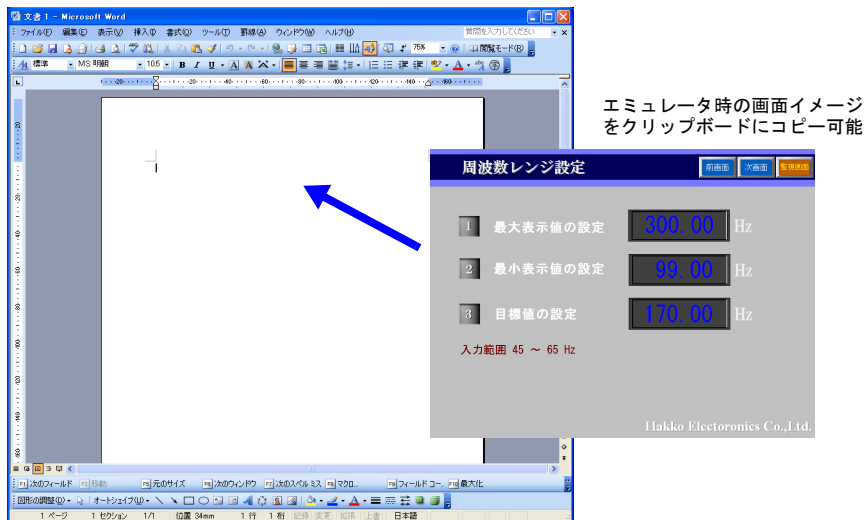 文書 1 - Microsoft Word
ファイル(F) 編集(E) 表示(V) 挿入(I) 書式(O) ツール(T) 罫線(A) ウィンドウ(W) ヘルプ(H) 質問を入力してください
75% 閲覧モード(R)
標準 MS 明朝 10.5 B I U A A A
エミュレータ時の画面イメージ
をクリップボードにコピー可能
周波数レンジ設定 前画面 次画面 監視画面
1 最大表示値の設定 300.00 Hz
2 最小表示値の設定 99.00 Hz
3 目標値の設定 170.00 Hz
入力範囲 45 ～ 65 Hz
Hakko Electoronics Co.,Ltd.
F1 次のフィールド F2 移動 F5 元のサイズ F6 次のウィンドウ F7 次のスペル ミス F8 マクロ... F9 フィールド コー... F10 最大化
図形の調整(D) オートシェイプ(U)
1 ページ 1 セクション 1/1 位置 34mm 1 行 1 桁 記録 変更 拡張 上書 日本語